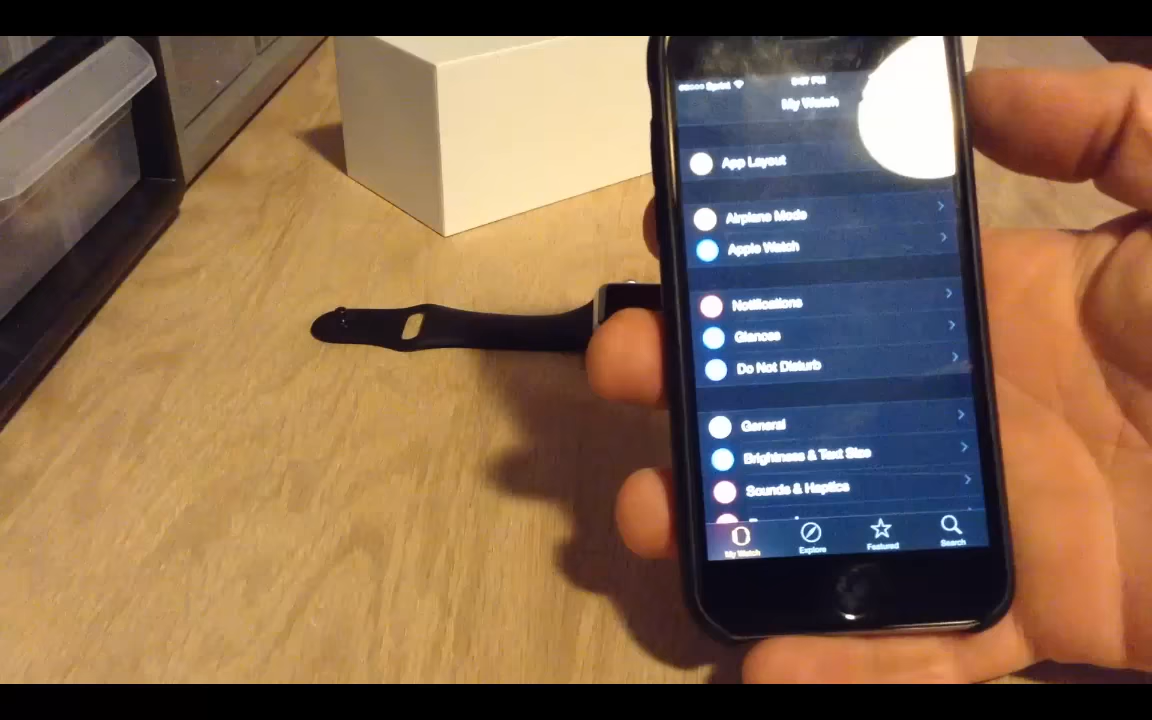 Sprint
My Watch
App Layout
Airplane Mode
Apple Watch
Notifications
Glances
Do Not Disturb
General
Brightness & Text Size
Sounds & Haptics
My Watch
Explore
Featured
Search